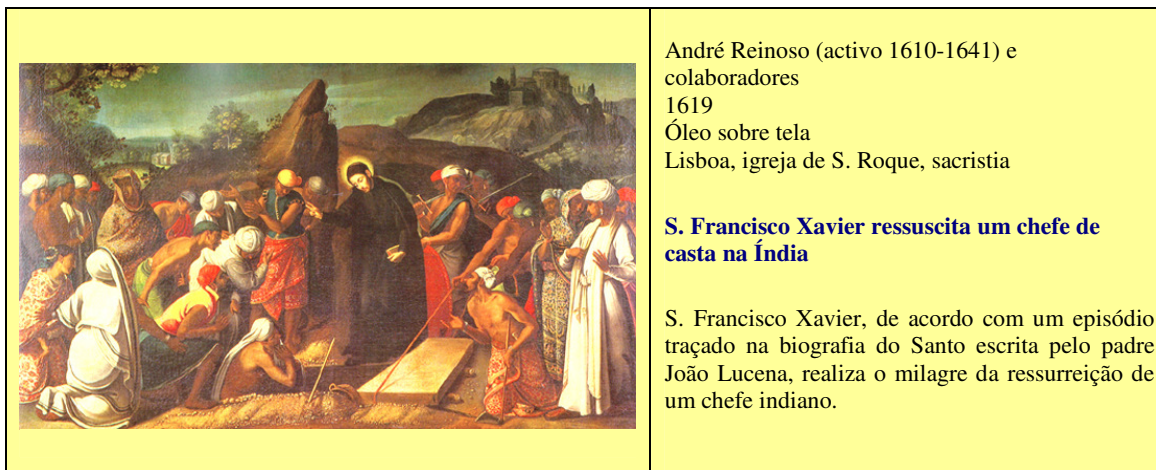 André Reinoso (activo 1610-1641) e
colaboradores
1619
Óleo sobre tela
Lisboa, igreja de S. Roque, sacristia
S. Francisco Xavier ressuscita um chefe de
casta na Índia
S. Francisco Xavier, de acordo com um episódio
traçado na biografia do Santo escrita pelo padre
João Lucena, realiza o milagre da ressurreição de
um chefe indiano.